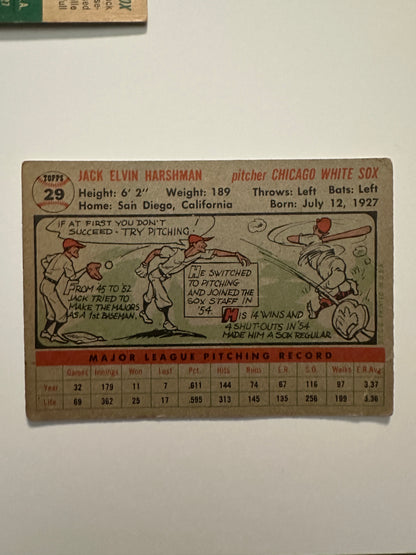 TOPPS
29
JACK ELVIN HARSHMAN pitcher CHICAGO WHITE SOX
Height: 6' 2" Weight: 189 Throws: Left Bats: Left
Home: San Diego, California Born: July 12, 1927
IF AT FIRST YOU DON'T
SUCCEED - TRY PITCHING
FROM '45 TO '52
JACK TRIED TO
MAKE THE MAJORS
AS A 1st BASEMAN.
HE SWITCHED
TO PITCHING
AND JOINED THE
SOX STAFF IN
'54.
HIS 14 WINS AND
4 SHUT-OUTS IN '54
MADE HIM A SOX REGULAR.
MAJOR LEAGUE PITCHING RECORD
Games Innings Won Lost Pct. Hits Runs E.R. S.O. Walks E.R.Avg.
Year 32 179 11 7 .611 144 74 67 116 97 3.37
Life 69 362 25 17 .595 313 145 135 256 199